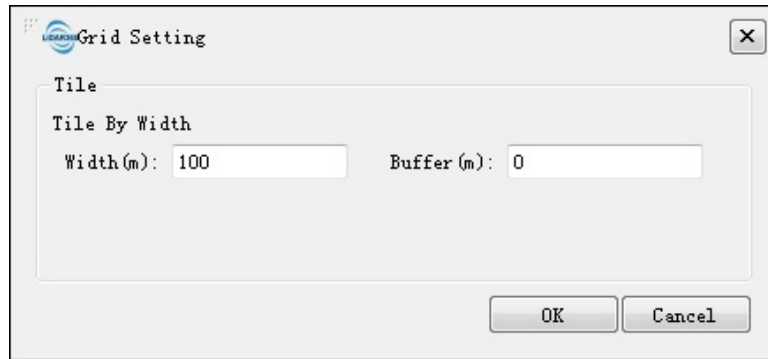 Grid Setting
Tile
Tile By Width
Width(m): 100 Buffer(m): 0
OK Cancel